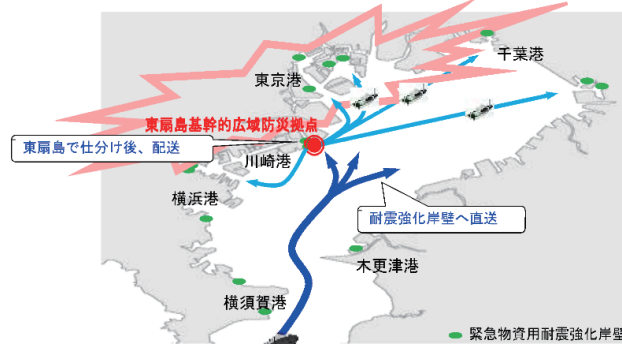 千葉港
東京港
東扇島基幹的広域防災拠点
東扇島で仕分け後、配送
川崎港
横浜港
耐震強化岸壁へ直送
木更津港
横須賀港
緊急物資用耐震強化岸壁